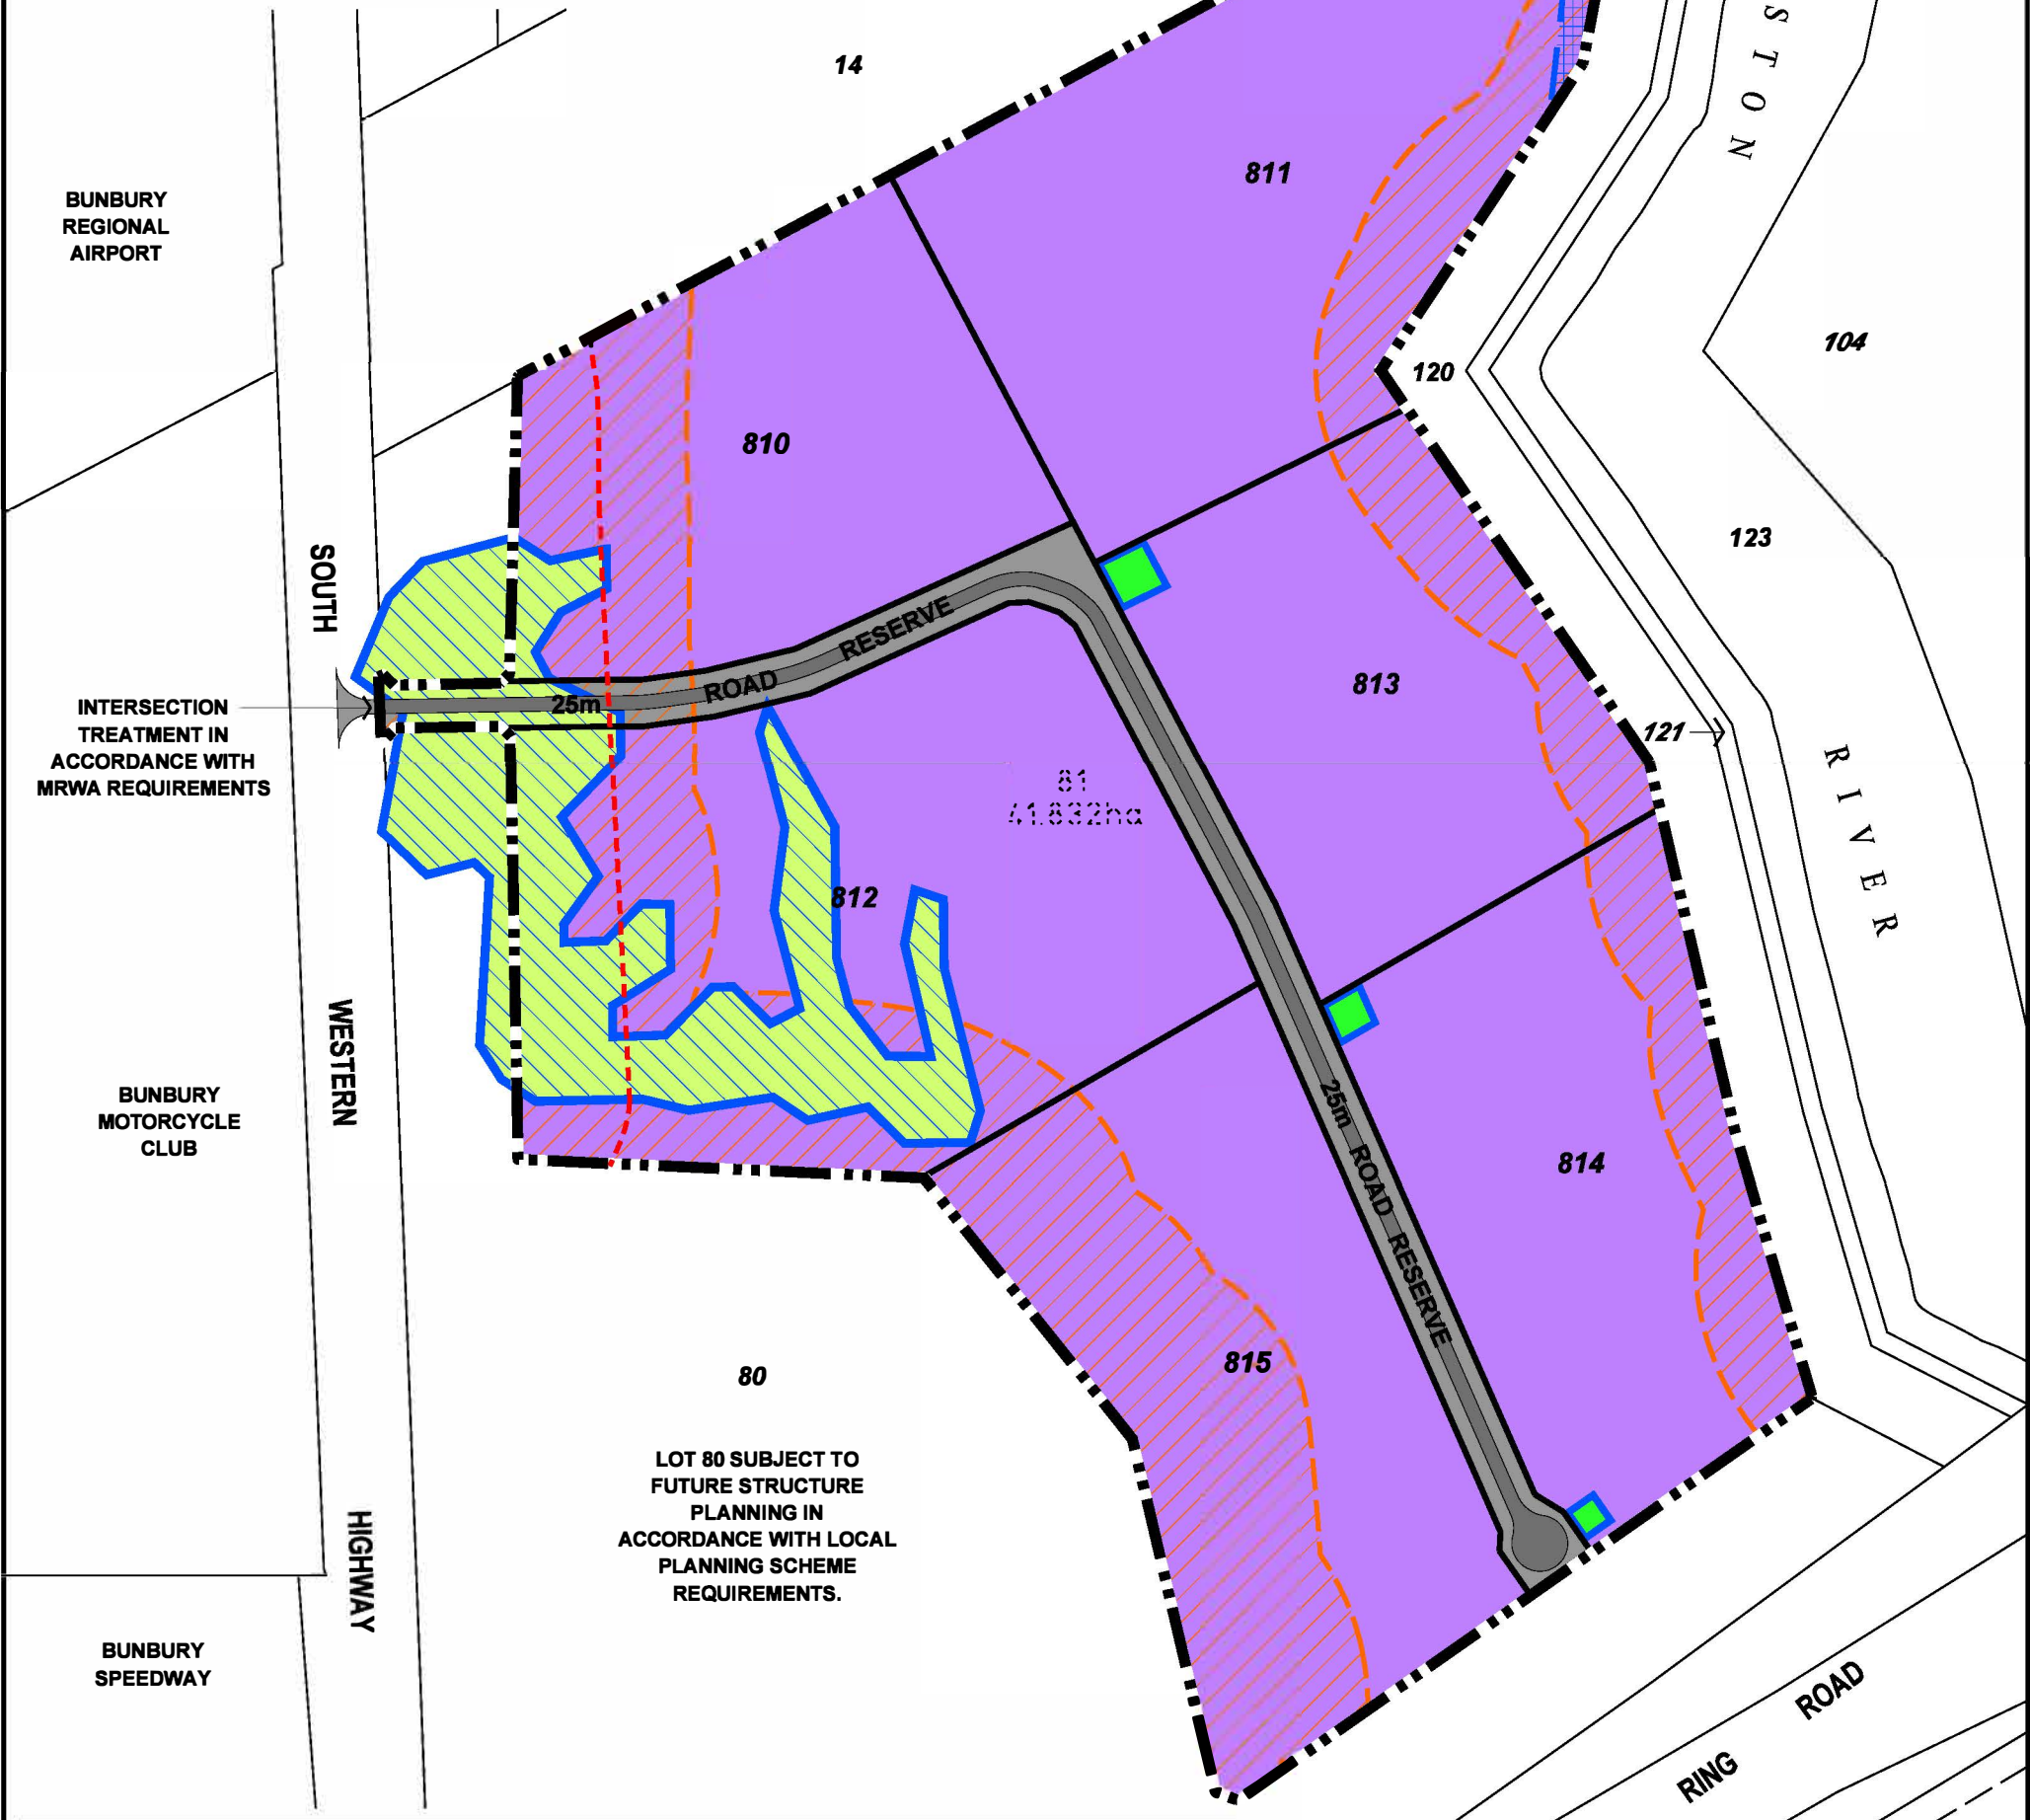 14
STON
811
BUNBURY
REGIONAL
AIRPORT
104
120
810
123
SOUTH
RESERVE
ROAD
25m
813
INTERSECTION
TREATMENT IN
ACCORDANCE WITH
MRWA REQUIREMENTS
121
RIVER
81
41.832ha
812
WESTERN
BUNBURY
MOTORCYCLE
CLUB
25m ROAD RESERVE
814
815
80
LOT 80 SUBJECT TO
FUTURE STRUCTURE
PLANNING IN
ACCORDANCE WITH LOCAL
PLANNING SCHEME
REQUIREMENTS.
HIGHWAY
BUNBURY
SPEEDWAY
RING ROAD